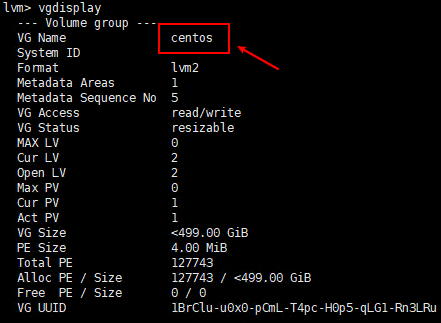 lvm> vgdisplay
--- Volume group ---
VG Name centos
System ID
Format lvm2
Metadata Areas 1
Metadata Sequence No 5
VG Access read/write
VG Status resizable
MAX LV 0
Cur LV 2
Open LV 2
Max PV 0
Cur PV 1
Act PV 1
VG Size <499.00 GiB
PE Size 4.00 MiB
Total PE 127743
Alloc PE / Size 127743 / <499.00 GiB
Free PE / Size 0 / 0
VG UUID 1BrClu-u0x0-pCmL-T4pc-H0p5-qLG1-Rn3LRu